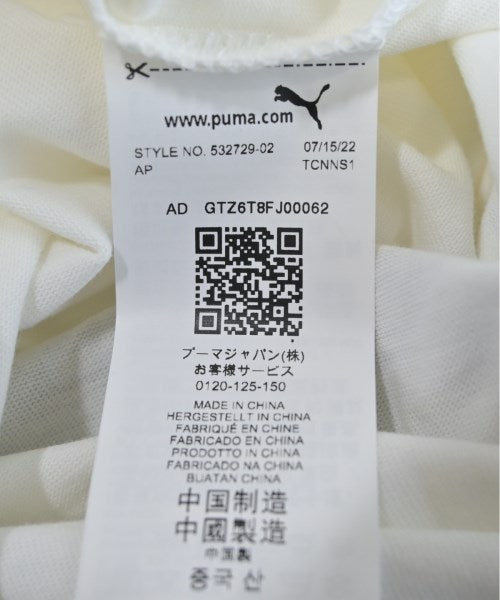 www.puma.com
STYLE NO. 532729-02 07/15/22
AP TCNNS1
AD GTZ6T8FJ00062
プーマジャパン(株)
お客様サービス
0120-125-150
MADE IN CHINA
HERGESTELLT IN CHINA
FABRIQUÉ EN CHINE
FABRICADO EN CHINA
PRODOTTO IN CHINA
FABRICADO NA CHINA
BUATAN CHINA
中国制造
中國製造
中国製
중국 산